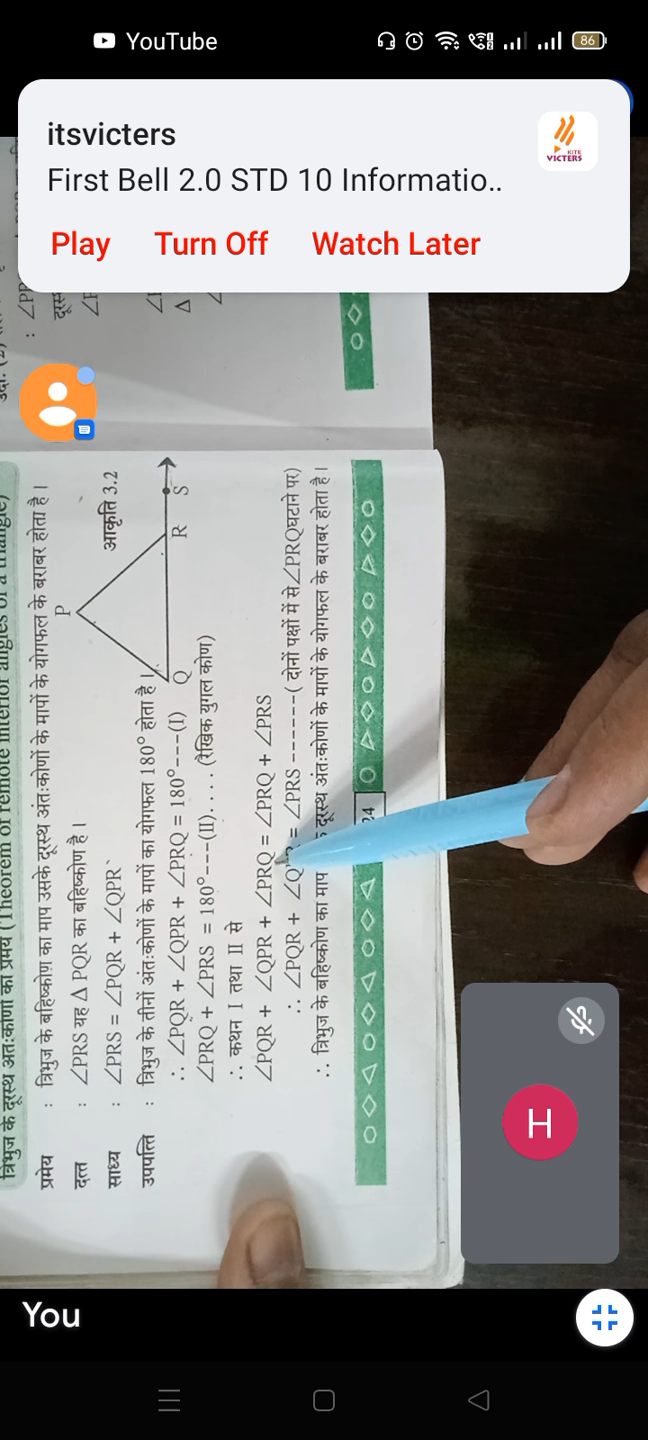 YouTube
86
itsvicters
First Bell 2.0 STD 10 Informatio..
KITE
VICTERS
Play Turn Off Watch Later
त्रिभुज के दूरस्थ अंतःकोणों का प्रमेय (Theorem of remote interior angles of a triangle)
प्रमेय : त्रिभुज के बहिष्कोण का माप उसके दूरस्थ अंतःकोणों के मापों के योगफल के बराबर होता है।
दत्त : ∠PRS यह Δ PQR का बहिष्कोण है।
साध्य : ∠PRS = ∠PQR + ∠QPR
उपपत्ति : त्रिभुज के तीनों अंतःकोणों के मापों का योगफल 180° होता है।
∴ ∠PQR + ∠QPR + ∠PRQ = 180°---(I)
∠PRQ + ∠PRS = 180°---(II)....(रैखिक युगल कोण)
∴ कथन I तथा II से
∠PQR + ∠QPR + ∠PRQ = ∠PRQ + ∠PRS
∴ ∠PQR + = ∠PRS -------( दोनों पक्षों में से ∠PRQ घटाने पर)
∴ त्रिभुज के बहिष्कोण का माप दूरस्थ अंतःकोणों के मापों के योगफल के बराबर होता है।
P
Q
R
S
आकृति 3.2
24
H
You